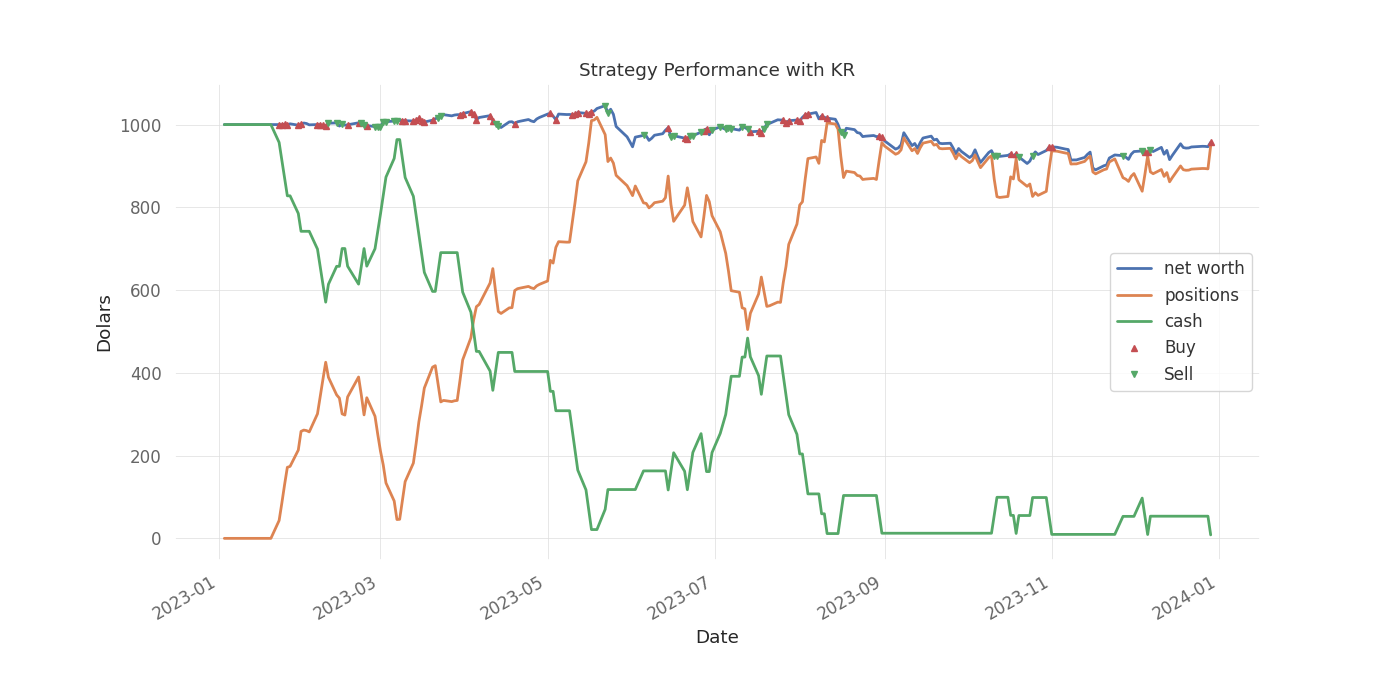 Strategy Performance with KR
Dolars
1000
800
600
400
200
0
net worth
positions
cash
Buy
Sell
2023-01
2023-03
2023-05
2023-07
2023-09
2023-11
2024-01
Date